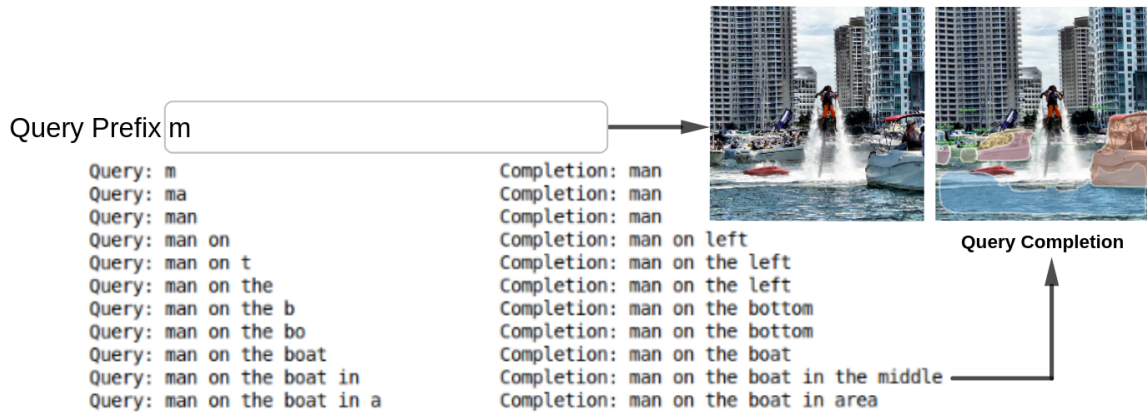 Query Prefix m
Query: m Completion: man
Query: ma Completion: man
Query: man Completion: man
Query: man on Completion: man on left
Query Completion
Query: man on t Completion: man on the left
Query: man on the Completion: man on the left
Query: man on the b Completion: man on the bottom
Query: man on the bo Completion: man on the bottom
Query: man on the boat Completion: man on the boat
Query: man on the boat in Completion: man on the boat in the middle
Query: man on the boat in a Completion: man on the boat in area